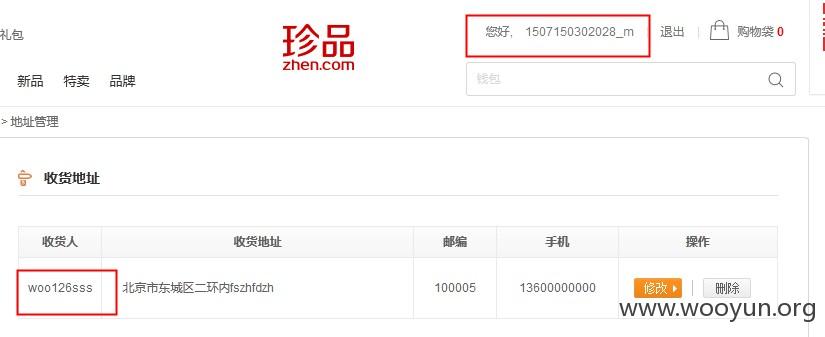 礼包
珍品
zhen.com
您好, 1507150302028_m 退出 购物袋 0
新品 特卖 品牌
钱包
> 地址管理
收货地址
收货人 收货地址 邮编 手机 操作
woo126sss 北京市东城区二环内fszhfdzh 100005 13600000000 修改 删除
www.wooyun.org